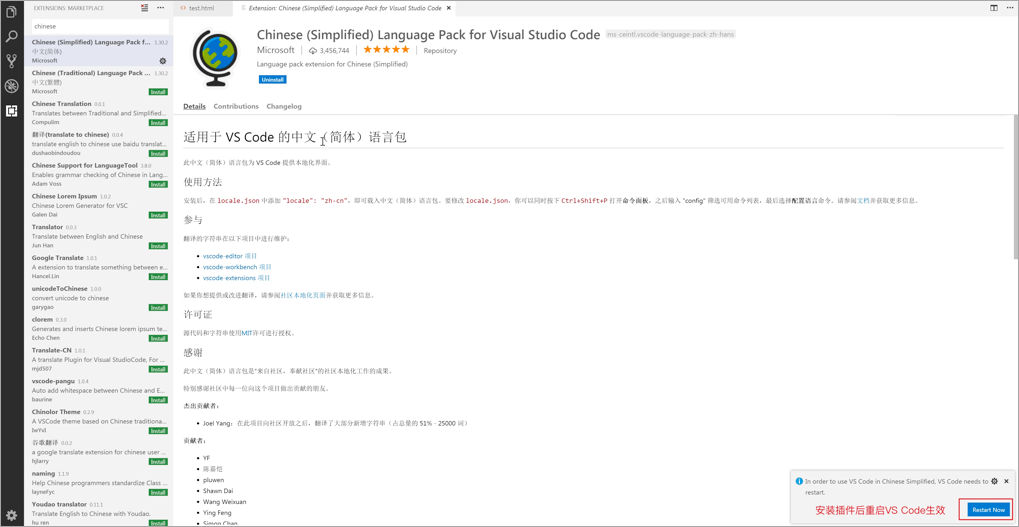 EXTENSIONS: MARKETPLACE
chinese
Chinese (Simplified) Language Pack f... 1.30.2
中文(简体)
Microsoft
Chinese (Traditional) Language Pack ... 1.30.2
中文(繁體)
Microsoft Install
Chinese Translation 0.0.1
Translates between Traditional and Simplified...
Compulim Install
翻译(translate to chinese) 0.0.4
translate english to chinese use baidu translat...
dushaobindoudou Install
Chinese Support for LanguageTool 3.8.0
Enables grammar checking of Chinese in Lang...
Adam Voss Install
Chinese Lorem Ipsum 1.0.2
Chinese Lorem Generator for VSC
Galen Dai Install
Translator 0.0.3
Translate between English and Chinese
Jun Han Install
Google Translate 1.0.1
A extension to translate something between e...
Hancel.Lin Install
unicodeToChinese 1.0.0
convert unicode to chinese
garygao Install
clorem 0.3.0
Generates and inserts Chinese lorem ipsum te...
Echo Chen Install
Translate-CN 1.0.1
A translate Plugin for Visual StudioCode, For ...
mjd507 Install
vscode-pangu 1.0.4
Auto add whitespace between Chinese and E...
baurine Install
Chinolor Theme 0.2.9
A VSCode theme based on Chinese traditiona...
lwYvI Install
谷歌翻译 0.0.2
a google translate extension for chinese user ...
hjlarry Install
naming 1.1.9
Help Chinese programmers standardize Class ...
layneFyc Install
Youdao translator 0.11.1
Translate English to Chinese with Youdao.
hu ren Install
test.html
Extension: Chinese (Simplified) Language Pack for Visual Studio Code
Chinese (Simplified) Language Pack for Visual Studio Code ms-ceintl.vscode-language-pack-zh-hans
Microsoft 3,456,744 Repository
Language pack extension for Chinese (Simplified)
Uninstall
Details Contributions Changelog
适用于 VS Code 的中文（简体）语言包
此中文（简体）语言包为 VS Code 提供本地化界面。
使用方法
安装后，在 locale.json 中添加 "locale": "zh-cn"，即可载入中文（简体）语言包。要修改 locale.json，你可以同时按下 Ctrl+Shift+P 打开命令面板，之后输入 "config" 筛选可用命令列表，最后选择配置语言命令。请参阅文档并获取更多信息。
参与
翻译的字符串在以下项目中进行维护：
vscode-editor 项目
vscode-workbench 项目
vscode-extensions 项目
如果你想提供或改进翻译，请参阅社区本地化页面并获取更多信息。
许可证
源代码和字符串使用MIT许可进行授权。
感谢
此中文（简体）语言包是“来自社区，奉献社区”的社区本地化工作的成果。
特别感谢社区中每一位向这个项目做出贡献的朋友。
杰出贡献者：
Joel Yang：在此项目向社区开放之后，翻译了大部分新增字符串（占总量的 51% - 25000 词）
贡献者：
YF
陈嘉恺
pluwen
Shawn Dai
Wang Weixuan
Ying Feng
Simon Chan
In order to use VS Code in Chinese Simplified, VS Code needs to
restart.
安装插件后重启VS Code生效
Restart Now